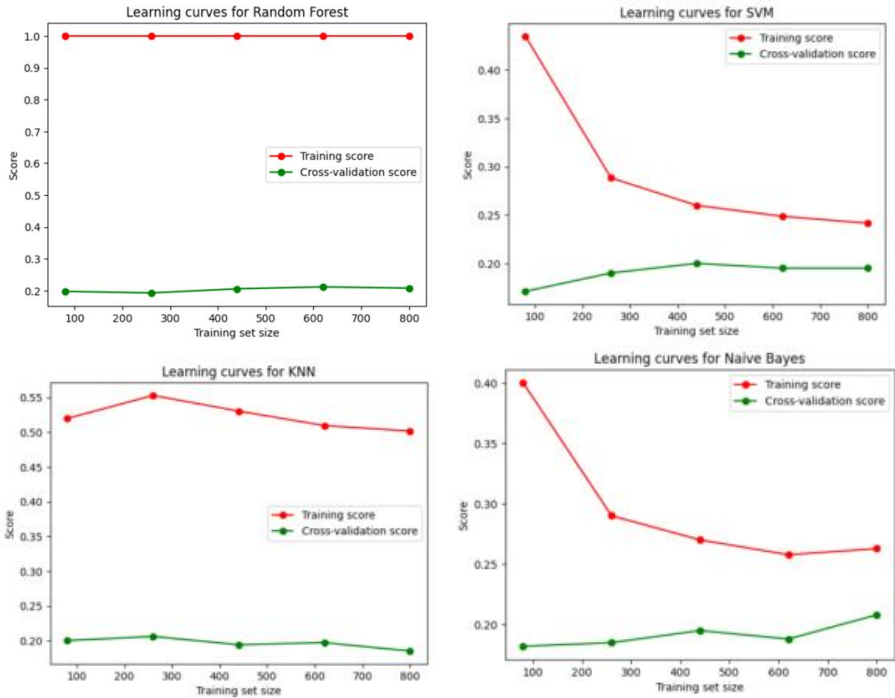 Learning curves for Random Forest
1.0
0.9
0.8
0.7
0.6
0.5
0.4
0.3
0.2
Score
Training score
Cross-validation score
100 200 300 400 500 600 700 800
Training set size
Learning curves for SVM
0.40
0.35
0.30
0.25
0.20
Score
Training score
Cross-validation score
100 200 300 400 500 600 700 800
Training set size
Learning curves for KNN
0.55
0.50
0.45
0.40
0.35
0.30
0.25
0.20
Score
Training score
Cross-validation score
100 200 300 400 500 600 700 800
Training set size
Learning curves for Naive Bayes
0.40
0.35
0.30
0.25
0.20
Score
Training score
Cross-validation score
100 200 300 400 500 600 700 800
Training set size